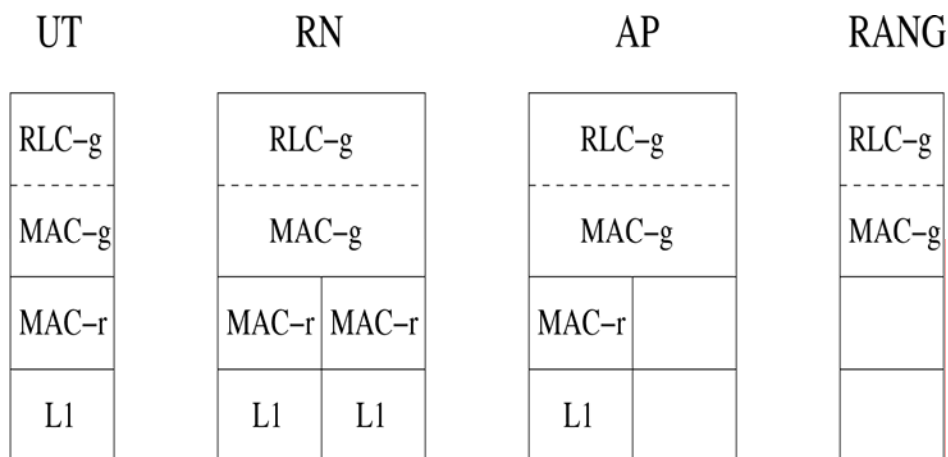 UT RN AP RANG
RLC–g RLC–g RLC–g RLC–g
MAC–g MAC–g MAC–g MAC–g
MAC–r MAC–r MAC–r MAC–r
L1 L1 L1 L1